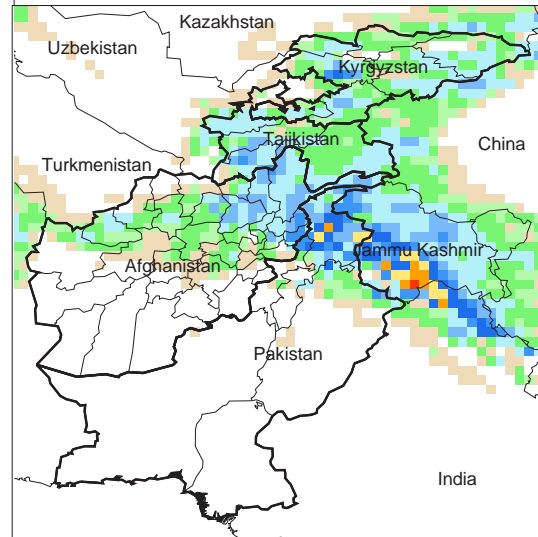 Kazakhstan
Uzbekistan
Kyrgyzstan
Tajikistan
China
Turkmenistan
Jammu Kashmir
Afghanistan
Pakistan
India